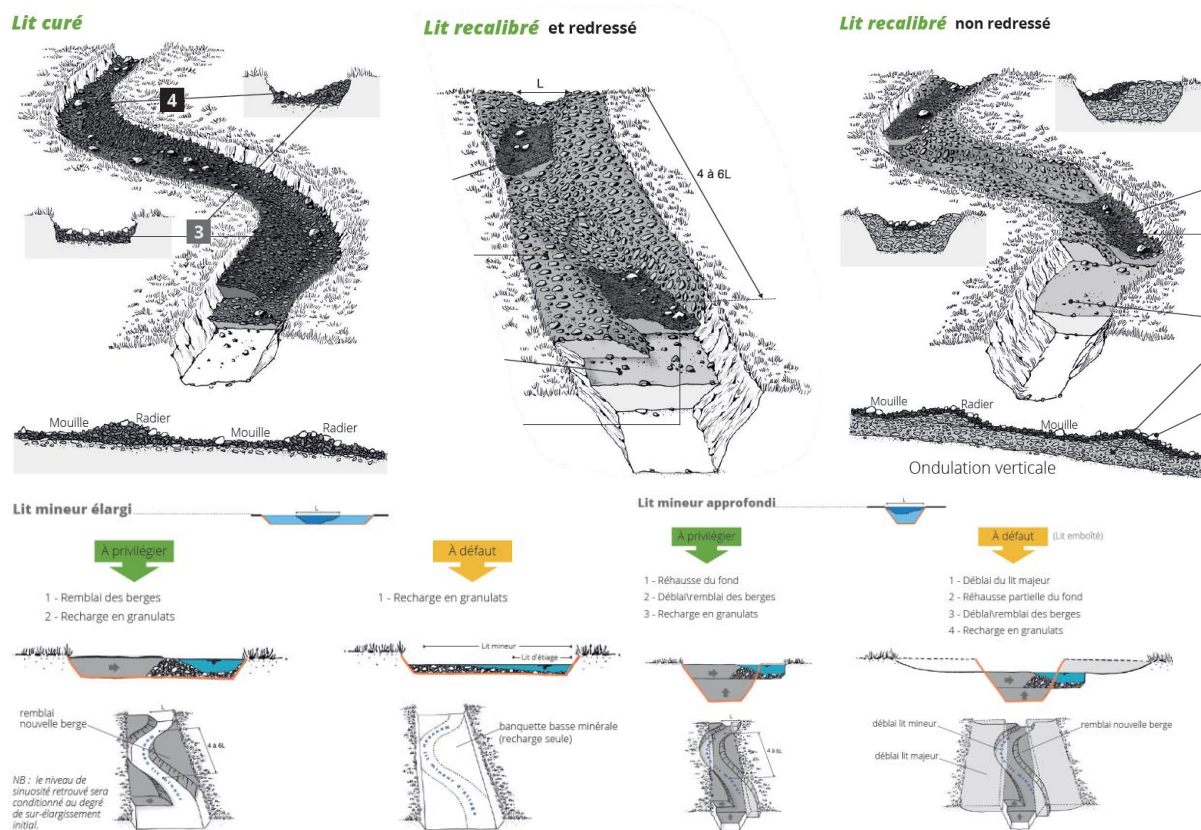 Lit curé
4
3
Mouille
Radier
Mouille
Radier
Lit recalibré et redressé
L
4 à 6L
Lit recalibré non redressé
Mouille
Radier
Mouille
Radier
Ondulation verticale
Lit mineur élargi
L
À privilégier
1 - Remblai des berges
2 - Recharge en granulats
remblai
nouvelle berge
L
4 à 6L
NB : le niveau de
sinuosité retrouvé sera
conditionné au degré
de sur-élargissement
initial.
À défaut
1 - Recharge en granulats
Lit mineur
Lit d'étiage
banquette basse minérale
(recharge seule)
lit mineur d'étiage
Lit mineur approfondi
L
À privilégier
1 - Réhausse du fond
2 - Déblai\remblai des berges
3 - Recharge en granulats
L
4 à 6L
À défaut
(Lit emboîté)
1 - Déblai du lit majeur
2 - Réhausse partielle du fond
3 - Déblai\remblai des berges
4 - Recharge en granulats
déblai lit mineur
déblai lit majeur
remblai nouvelle berge